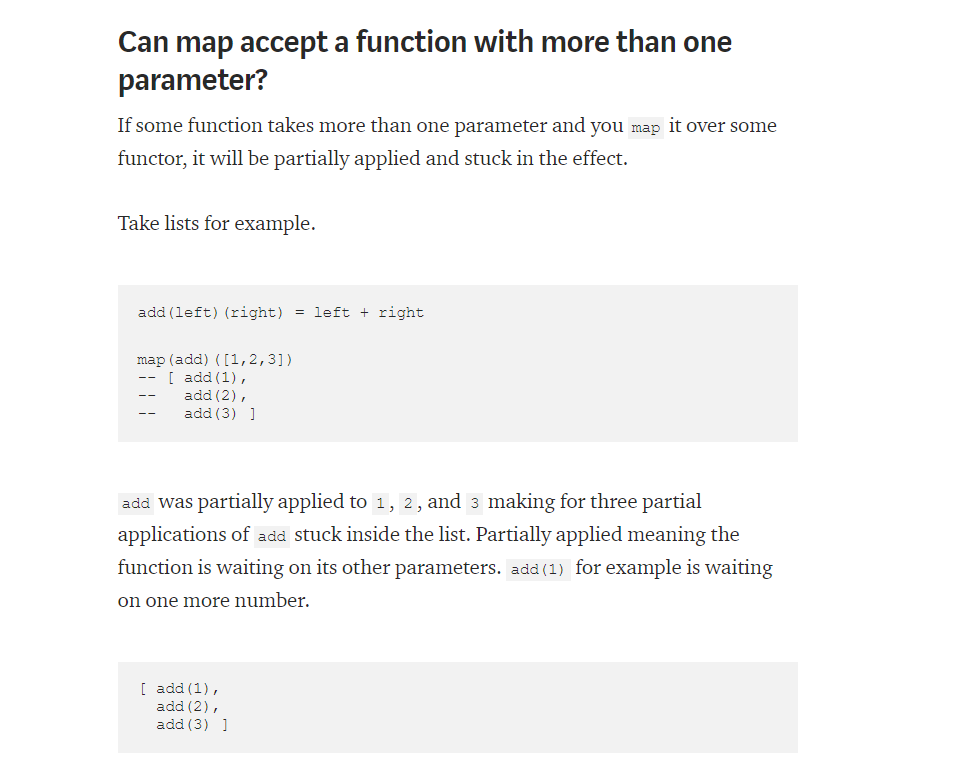 Can map accept a function with more than one
parameter?
If some function takes more than one parameter and you map it over some
functor, it will be partially applied and stuck in the effect.
Take lists for example.
add(left)(right) = left + right
map(add)([1,2,3])
-- [ add(1),
--   add(2),
--   add(3) ]
add was partially applied to 1, 2, and 3 making for three partial
applications of add stuck inside the list. Partially applied meaning the
function is waiting on its other parameters. add(1) for example is waiting
on one more number.
[ add(1),
  add(2),
  add(3) ]